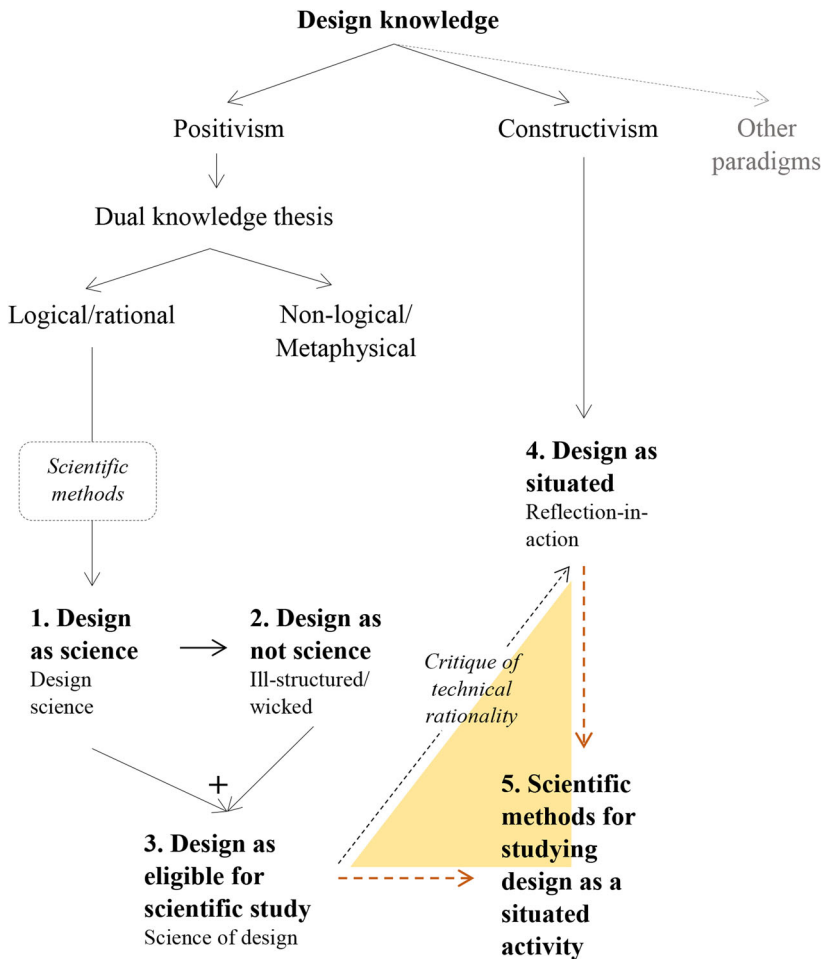 Design knowledge
Positivism
Constructivism
Other
paradigms
Dual knowledge thesis
Logical/rational
Non-logical/
Metaphysical
Scientific
methods
4. Design as
situated
Reflection-in-
action
1. Design
as science
Design
science
2. Design as
not science
Ill-structured/
wicked
Critique of
technical
rationality
+
3. Design as
eligible for
scientific study
Science of design
5. Scientific
methods for
studying
design as a
situated
activity